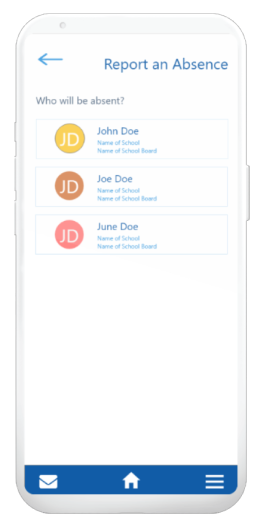 Report an Absence
Who will be absent?
JD
John Doe
Name of School
Name of School Board
JD
Joe Doe
Name of School
Name of School Board
JD
June Doe
Name of School
Name of School Board